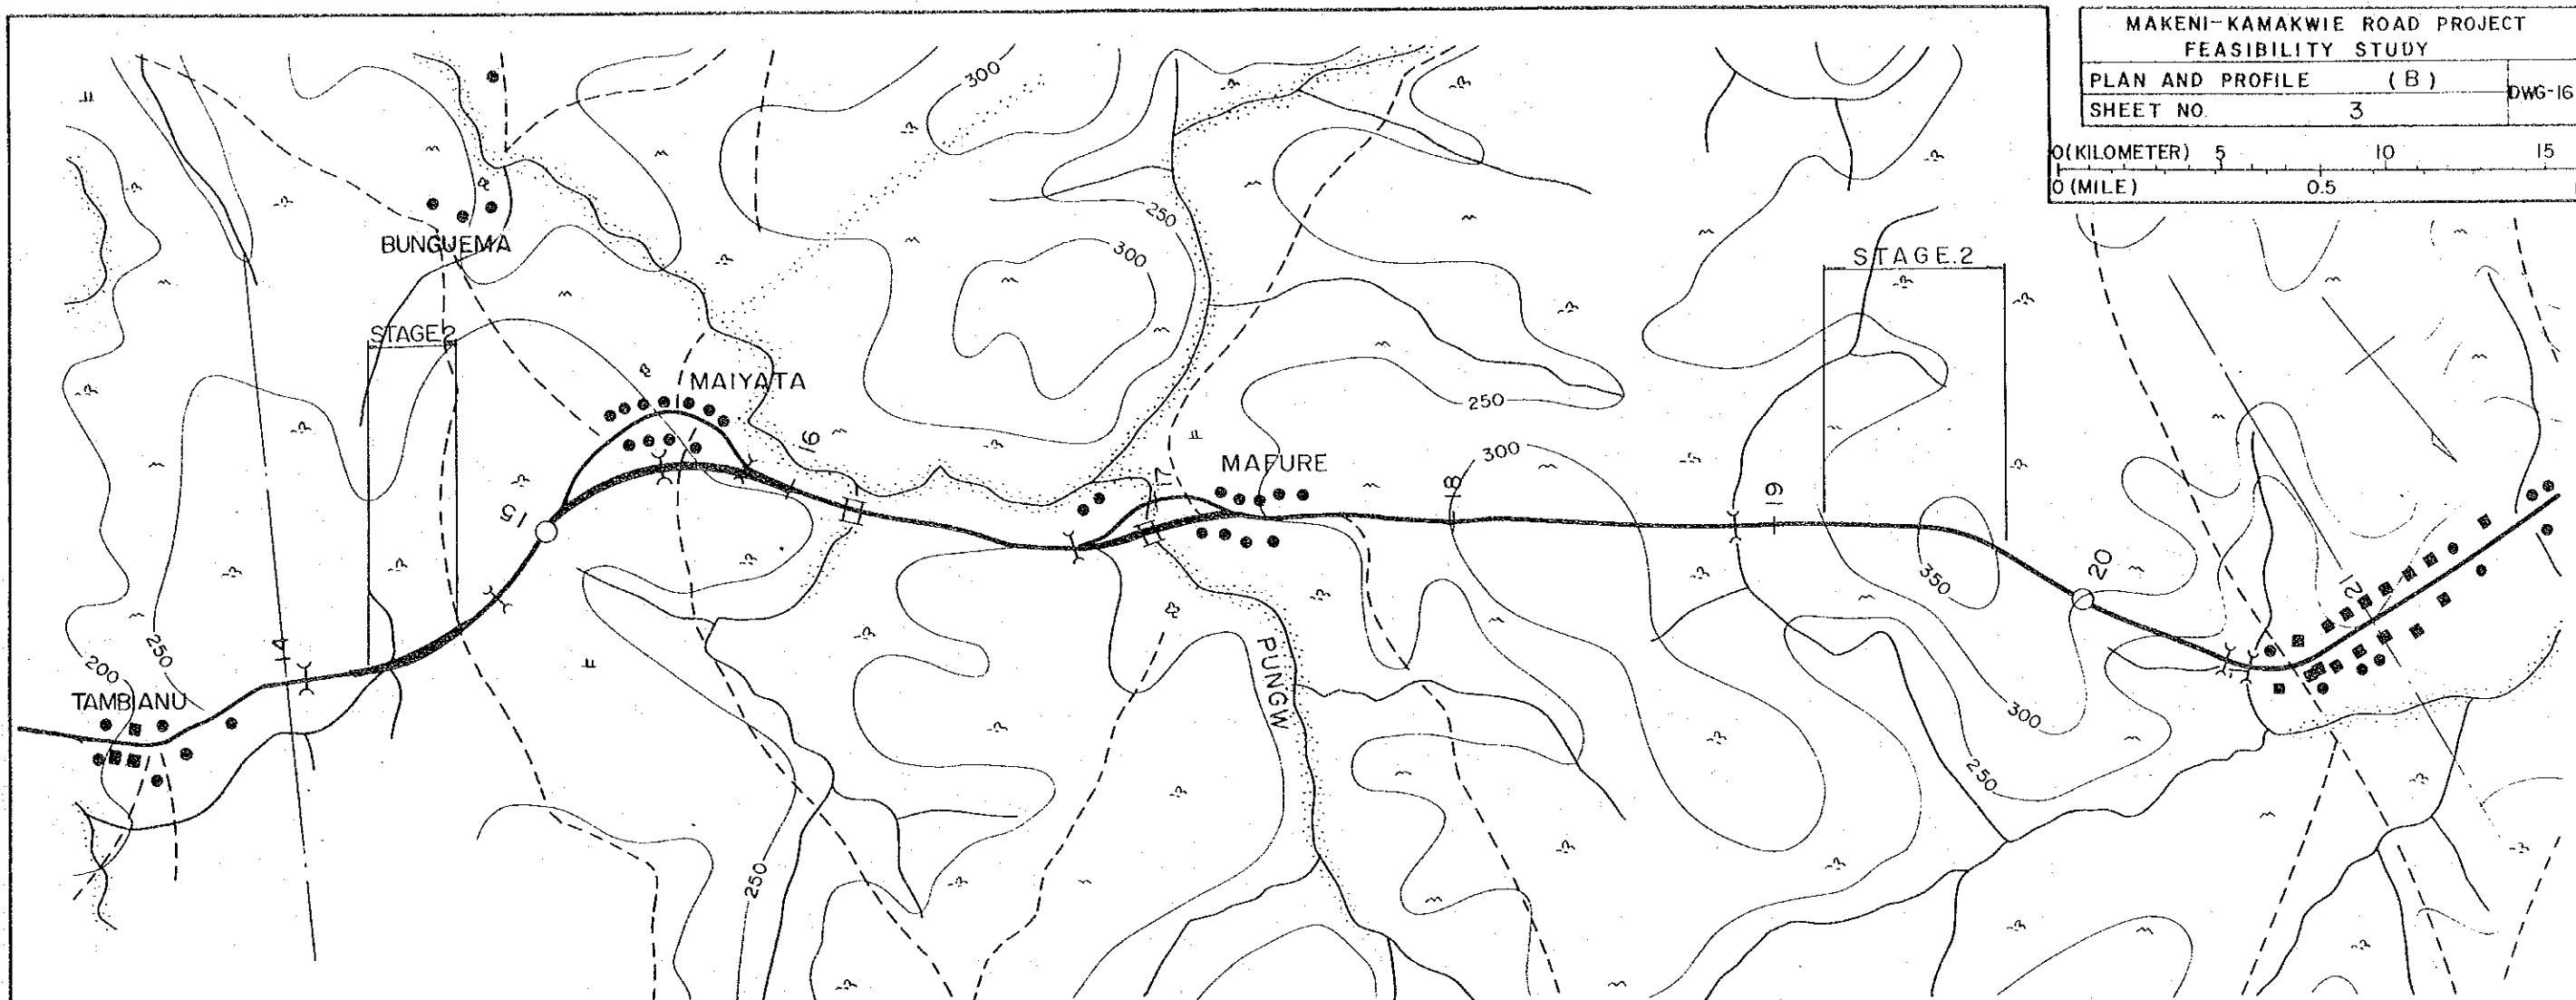 MAKENI-KAMAKWIE ROAD PROJECT
FEASIBILITY STUDY
PLAN AND PROFILE (B)
DWG-16
SHEET NO. 3
0(KILOMETER) 5 10 15
0(MILE) 0.5
300
250
300
BUNGUEMA
STAGE.2
STAGE2
MAIYATA
250
16
17
MAFURE
300
18
19
15
350
20
21
14
250
200
TAMBIANU
PUNGW
300
250
250